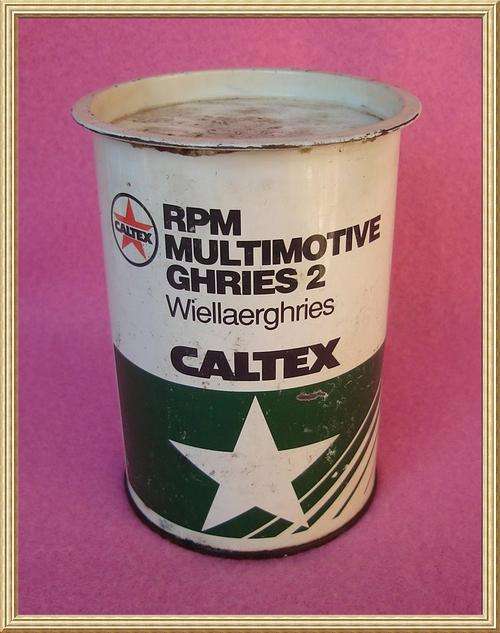 CALTEX
RPM
MULTIMOTIVE
GHRIES 2
Wiellaerghries
CALTEX